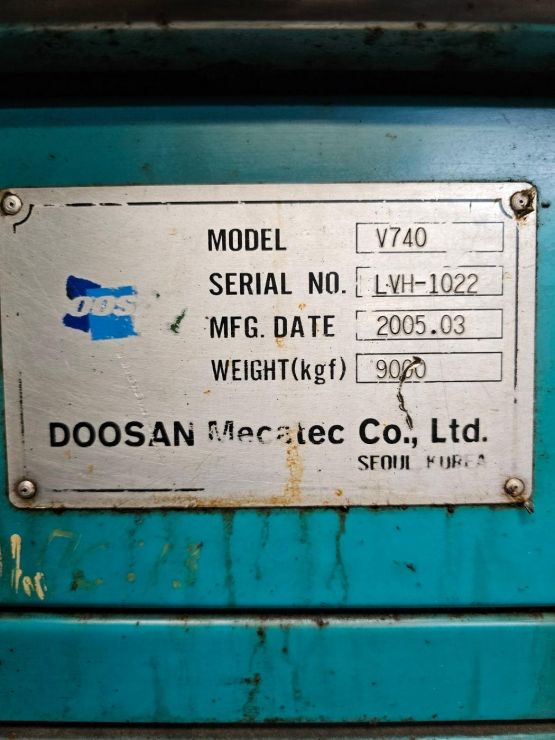 MODEL V740
SERIAL NO. LVH-1022
MFG. DATE 2005.03
WEIGHT(kgf) 9000
DOOS
DOOSAN Mecatec Co., Ltd.
SEOUL KOREA